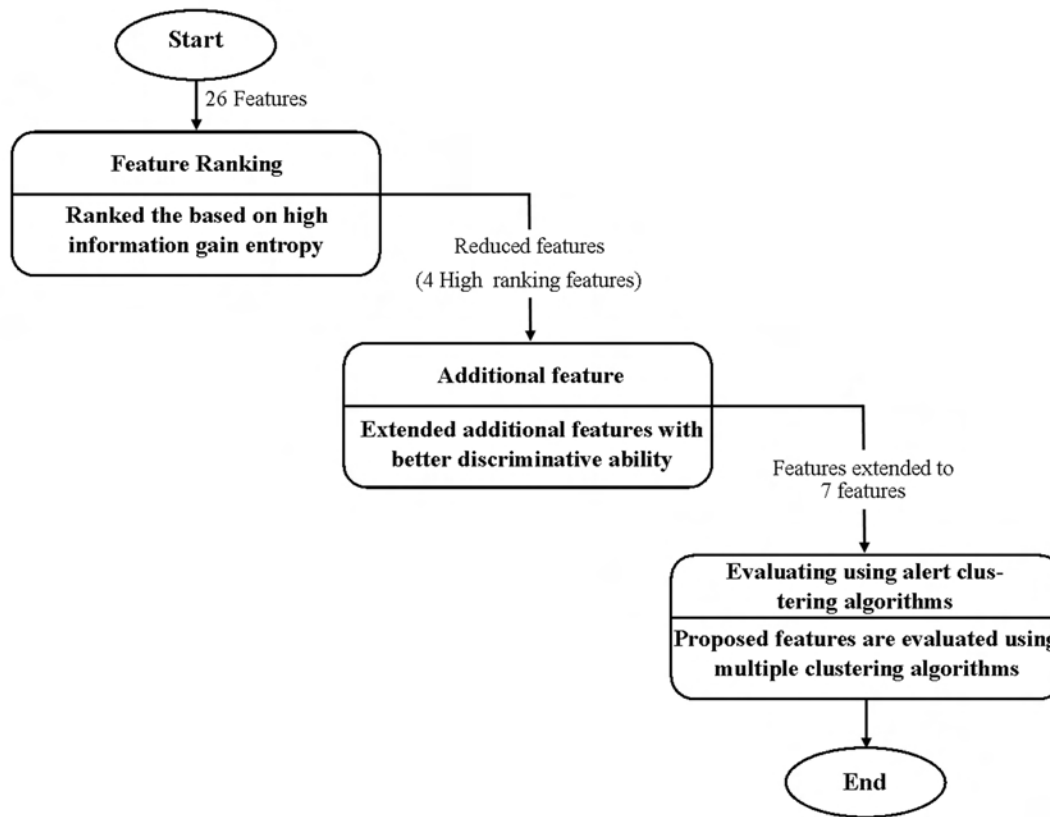 Start
26 Features
Feature Ranking
Ranked the based on high
information gain entropy
Reduced features
(4 High ranking features)
Additional feature
Extended additional features with
better discriminative ability
Features extended to
7 features
Evaluating using alert clus-
tering algorithms
Proposed features are evaluated using
multiple clustering algorithms
End